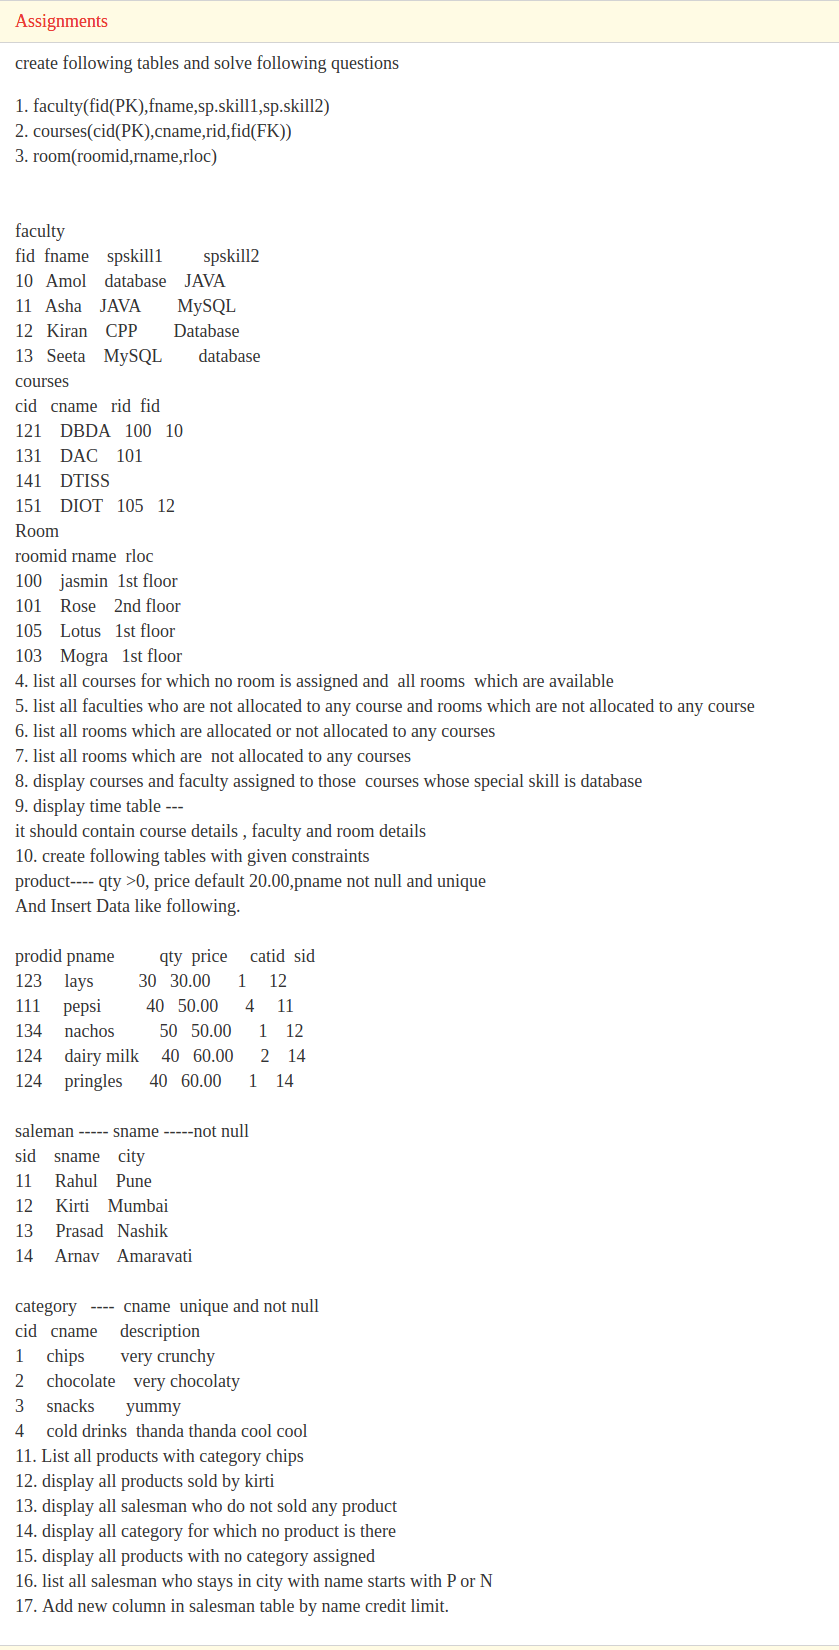 Assignments
create following tables and solve following questions
1. faculty(fid(PK),fname,sp.skill1,sp.skill2)
2. courses(cid(PK),cname,rid,fid(FK))
3. room(roomid,rname,rloc)
faculty
fid fname spskill1 spskill2
10 Amol database JAVA
11 Asha JAVA MySQL
12 Kiran CPP Database
13 Seeta MySQL database
courses
cid cname rid fid
121 DBDA 100 10
131 DAC 101
141 DTISS
151 DIOT 105 12
Room
roomid rname rloc
100 jasmin 1st floor
101 Rose 2nd floor
105 Lotus 1st floor
103 Mogra 1st floor
4. list all courses for which no room is assigned and all rooms which are available
5. list all faculties who are not allocated to any course and rooms which are not allocated to any course
6. list all rooms which are allocated or not allocated to any courses
7. list all rooms which are not allocated to any courses
8. display courses and faculty assigned to those courses whose special skill is database
9. display time table ---
it should contain course details , faculty and room details
10. create following tables with given constraints
product---- qty >0, price default 20.00,pname not null and unique
And Insert Data like following.
prodid pname qty price catid sid
123 lays 30 30.00 1 12
111 pepsi 40 50.00 4 11
134 nachos 50 50.00 1 12
124 dairy milk 40 60.00 2 14
124 pringles 40 60.00 1 14
saleman ----- sname -----not null
sid sname city
11 Rahul Pune
12 Kirti Mumbai
13 Prasad Nashik
14 Arnav Amaravati
category ---- cname unique and not null
cid cname description
1 chips very crunchy
2 chocolate very chocolaty
3 snacks yummy
4 cold drinks thanda thanda cool cool
11. List all products with category chips
12. display all products sold by kirti
13. display all salesman who do not sold any product
14. display all category for which no product is there
15. display all products with no category assigned
16. list all salesman who stays in city with name starts with P or N
17. Add new column in salesman table by name credit limit.